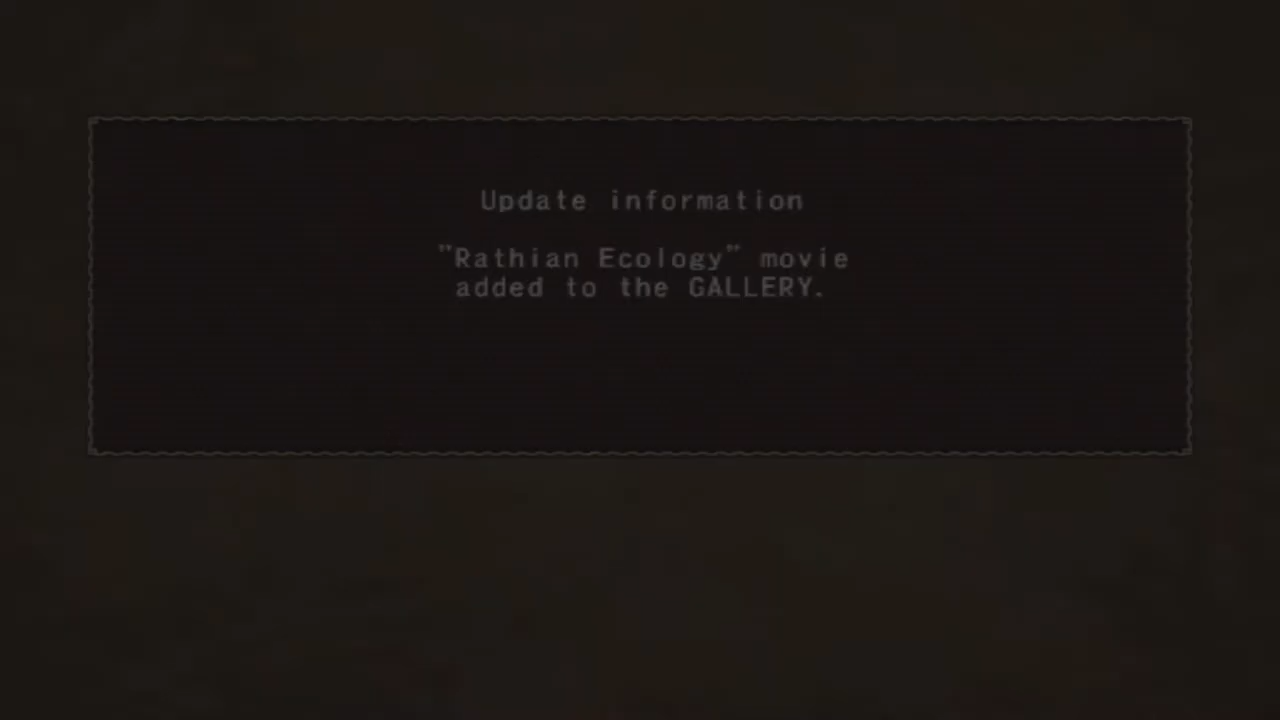 Update information
"Rathian Ecology" movie
added to the GALLERY.